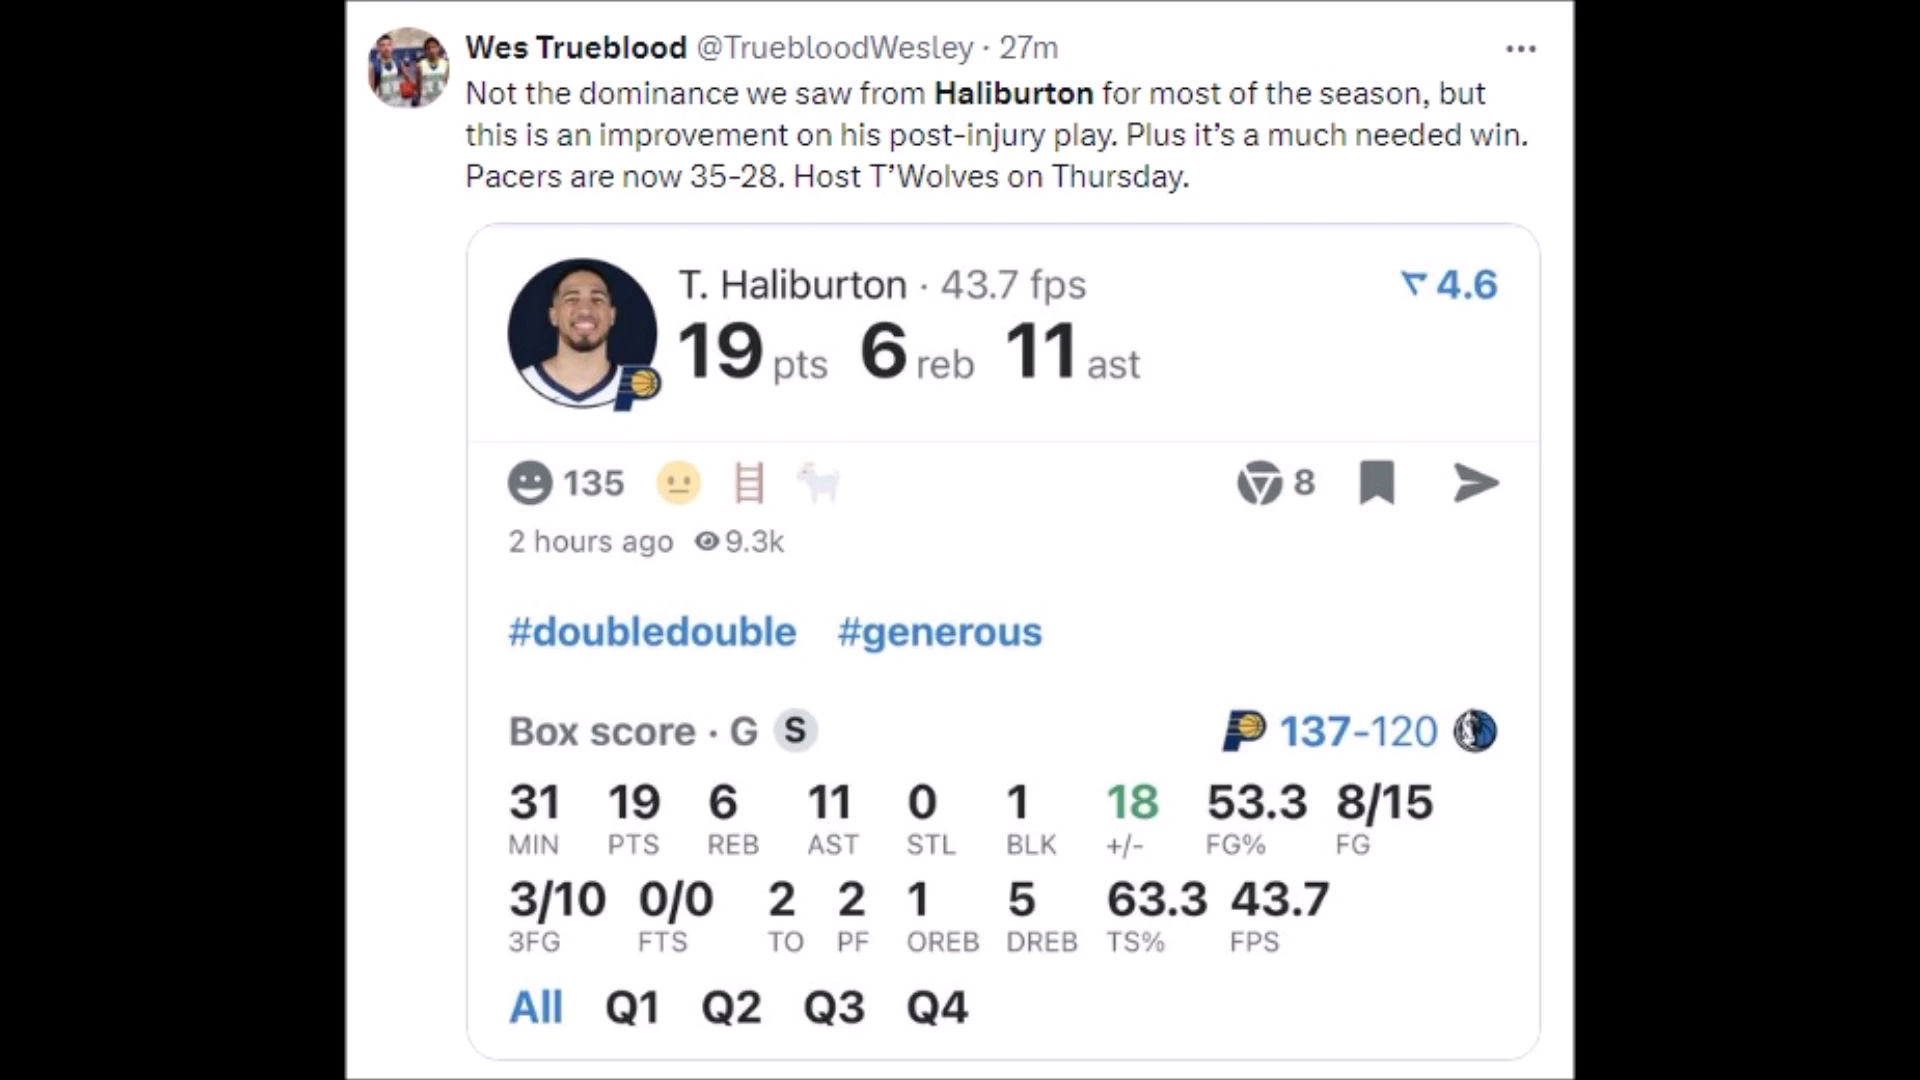 Wes Trueblood @TruebloodWesley · 27m
Not the dominance we saw from Haliburton for most of the season, but
this is an improvement on his post-injury play. Plus it's a much needed win.
Pacers are now 35-28. Host T'Wolves on Thursday.
T. Haliburton · 43.7 fps
4.6
19 pts 6 reb 11 ast
135
8
2 hours ago 9.3k
#doubledouble #generous
Box score · G S
137-120
31 19 6 11 0 1 18 53.3 8/15
MIN PTS REB AST STL BLK +/- FG% FG
3/10 0/0 2 2 1 5 63.3 43.7
3FG FTS TO PF OREB DREB TS% FPS
All Q1 Q2 Q3 Q4